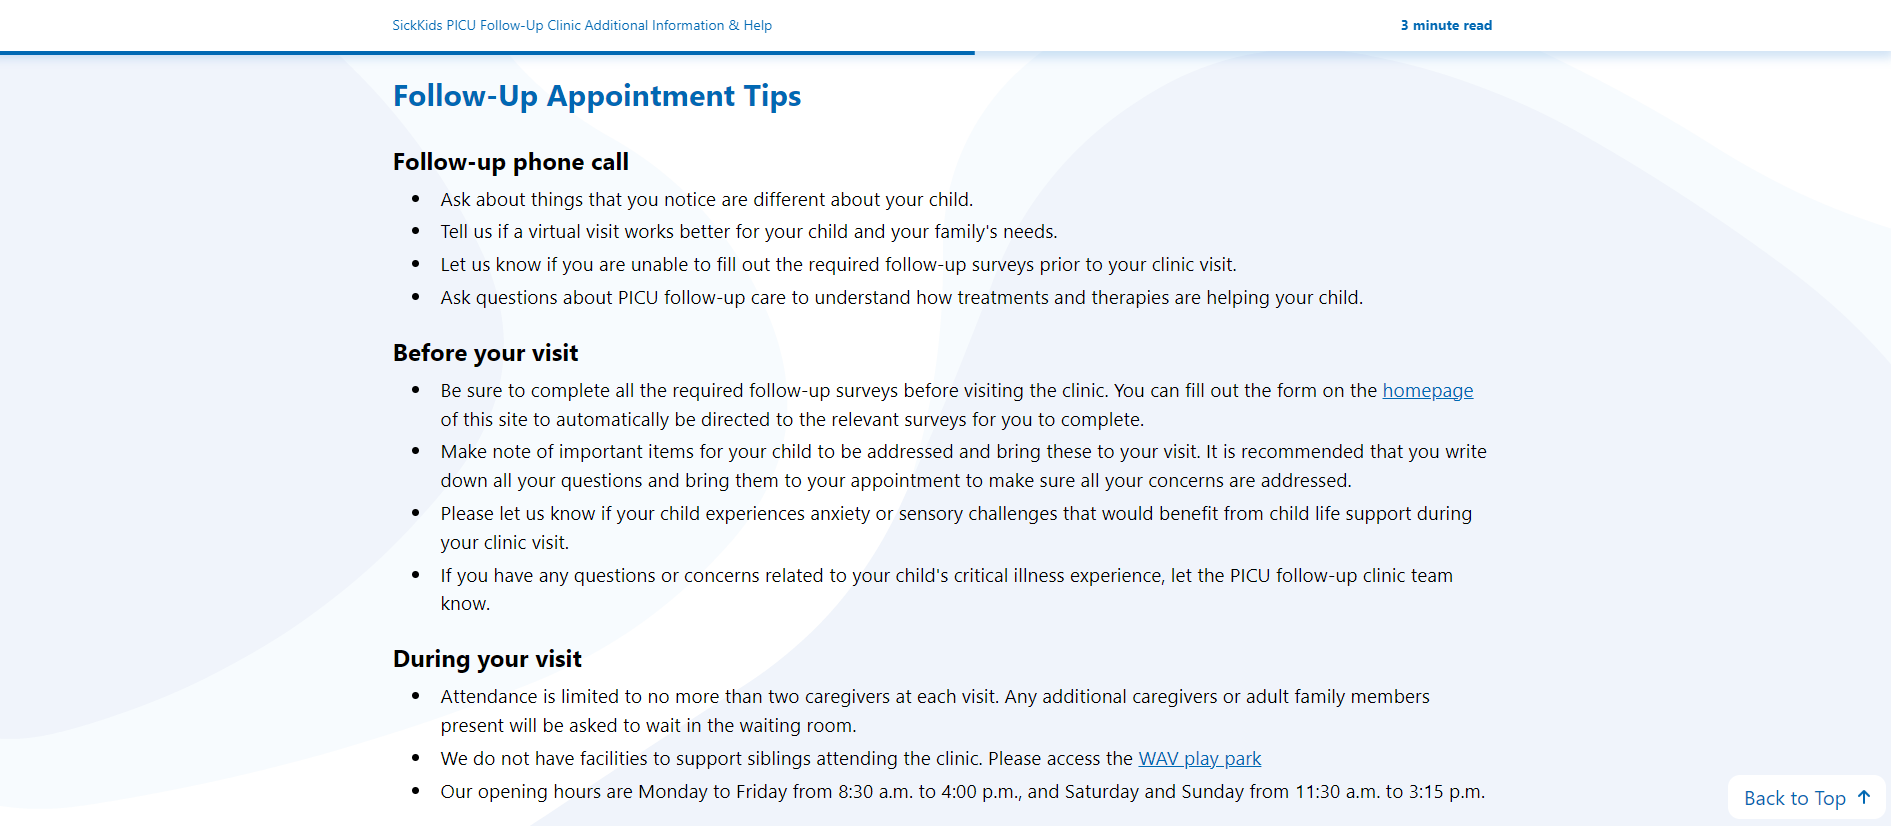 SickKids PICU Follow-Up Clinic Additional Information & Help
3 minute read
Follow-Up Appointment Tips
Follow-up phone call
• Ask about things that you notice are different about your child.
• Tell us if a virtual visit works better for your child and your family's needs.
• Let us know if you are unable to fill out the required follow-up surveys prior to your clinic visit.
• Ask questions about PICU follow-up care to understand how treatments and therapies are helping your child.
Before your visit
• Be sure to complete all the required follow-up surveys before visiting the clinic. You can fill out the form on the homepage
of this site to automatically be directed to the relevant surveys for you to complete.
• Make note of important items for your child to be addressed and bring these to your visit. It is recommended that you write
down all your questions and bring them to your appointment to make sure all your concerns are addressed.
• Please let us know if your child experiences anxiety or sensory challenges that would benefit from child life support during
your clinic visit.
• If you have any questions or concerns related to your child's critical illness experience, let the PICU follow-up clinic team
know.
During your visit
• Attendance is limited to no more than two caregivers at each visit. Any additional caregivers or adult family members
present will be asked to wait in the waiting room.
• We do not have facilities to support siblings attending the clinic. Please access the WAV play park
• Our opening hours are Monday to Friday from 8:30 a.m. to 4:00 p.m., and Saturday and Sunday from 11:30 a.m. to 3:15 p.m.
Back to Top ↑